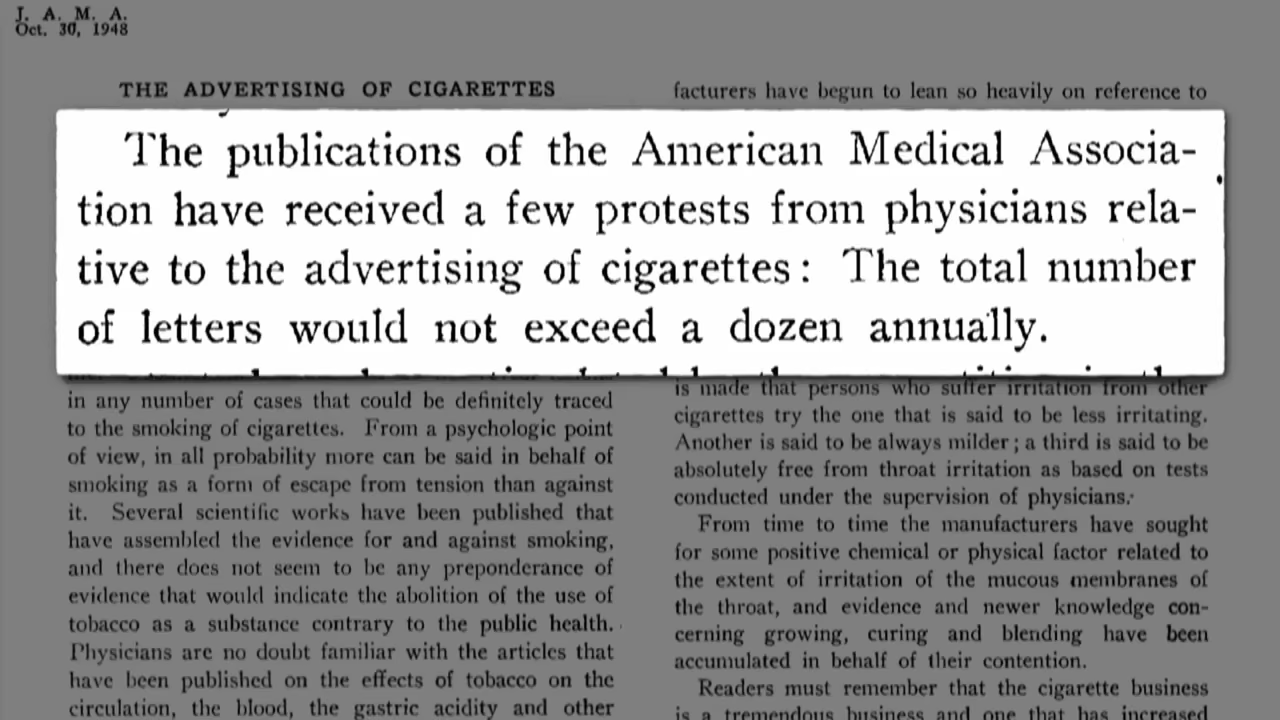 J. A. M. A.
Oct. 30, 1948
THE ADVERTISING OF CIGARETTES
The publications of the American Medical Associa-
tion have received a few protests from physicians rela-
tive to the advertising of cigarettes: The total number
of letters would not exceed a dozen annually.
in any number of cases that could be definitely traced
to the smoking of cigarettes. From a psychologic point
of view, in all probability more can be said in behalf of
smoking as a form of escape from tension than against
it. Several scientific works have been published that
have assembled the evidence for and against smoking,
and there does not seem to be any preponderance of
evidence that would indicate the abolition of the use of
tobacco as a substance contrary to the public health.
Physicians are no doubt familiar with the articles that
have been published on the effects of tobacco on the
circulation, the blood, the gastric acidity and other
facturers have begun to lean so heavily on reference to
is made that persons who suffer irritation from other
cigarettes try the one that is said to be less irritating.
Another is said to be always milder; a third is said to be
absolutely free from throat irritation as based on tests
conducted under the supervision of physicians.
From time to time the manufacturers have sought
for some positive chemical or physical factor related to
the extent of irritation of the mucous membranes of
the throat, and evidence and newer knowledge con-
cerning growing, curing and blending have been
accumulated in behalf of their contention.
Readers must remember that the cigarette business
is a tremendous business and one that has increased